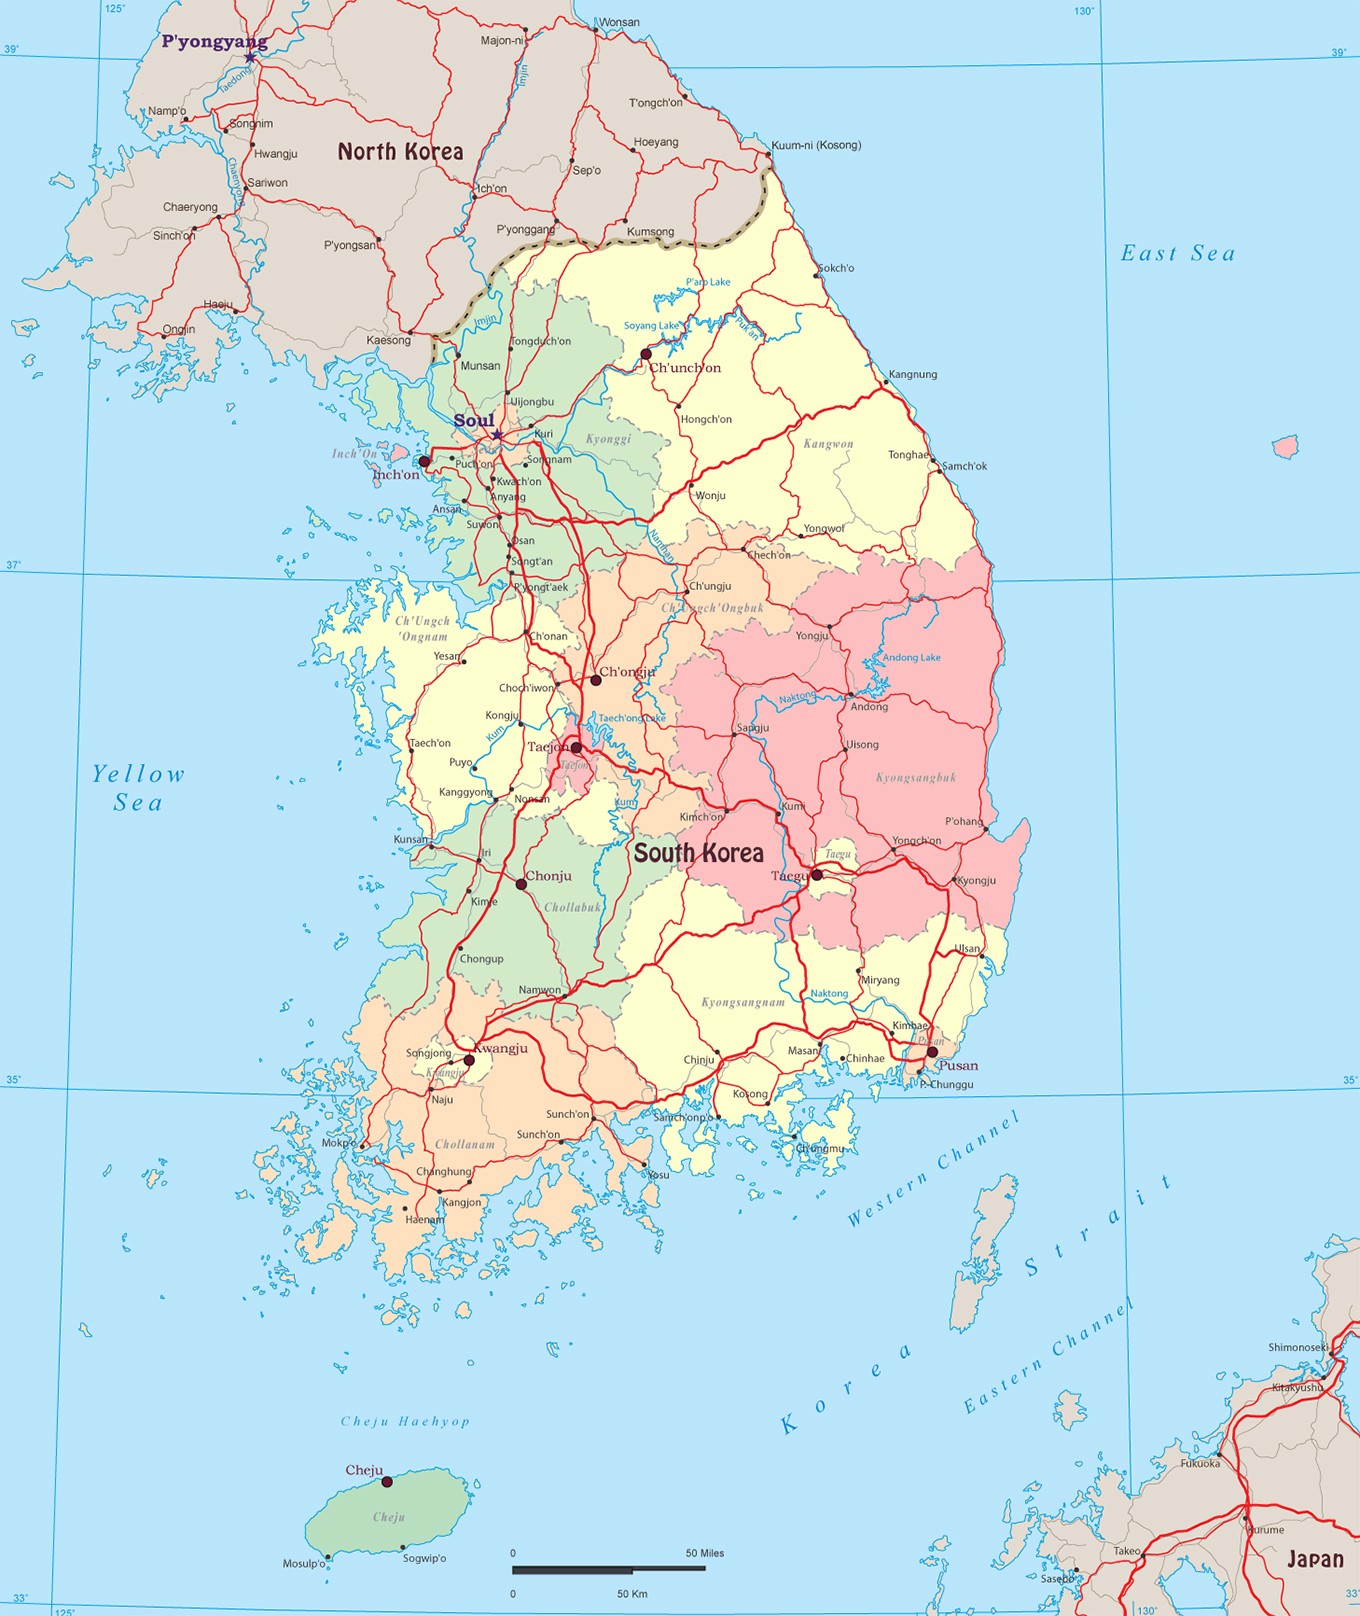 125°
130°
39°
39°
P'yongyang
Majon-ni
Wonsan
Taedong
Imjin
T'ongch'on
Namp'o
Songnim
Hwangju
North Korea
Hoeyang
Kuum-ni (Kosong)
Sep'o
Chaeryong
Sariwon
Ich'on
Chaeryong
Sinch'on
P'yongsan
P'yonggang
Kumsong
East Sea
Sokch'o
P'aro Lake
Haeju
Ongjin
Kaesong
Imjin
Soyang Lake
Puk'an
Tongduch'on
Munsan
Ch'unch'on
Kangnung
Uijongbu
Hongch'on
Soul
Kuri
Kyonggi
Kangwon
Inch'On
Puch'on
Songnam
Tonghae
Samch'ok
Inch'on
Kwach'on
Anyang
Wonju
Ansan
Suwon
Yongwol
Osan
Namhan
Chech'on
Songt'an
37°
37°
P'yongt'aek
Ch'ungju
Ch'Ungch'Ongbuk
Ch'Ungch
'Ongnam
Ch'onan
Yongju
Yesan
Andong Lake
Ch'ongju
Choch'iwon
Naktong
Andong
Kongju
Taech'ong Lake
Kum
Sangju
Taech'on
Taejon
Uisong
Puyo
Taejon
Kyongsangbuk
Yellow
Sea
Kanggyong
Nonsan
Kum
Kumi
Kimch'on
P'ohang
Kunsan
Iri
South Korea
Taegu
Yongch'on
Chonju
Taegu
Kyongju
Kimje
Chollabuk
Chongup
Ulsan
Miryang
Namwon
Naktong
Kyongsangnam
Kimhae
Pusan
Songjong
Kwangju
Chinju
Masan
Chinhae
Pusan
Kwangju
P.-Chunggu
35°
35°
Naju
Kosong
Sunch'on
Samch'onp'o
Mokp'o
Sunch'on
Chollanam
Ch'ungmu
Changhung
Yosu
Kangjon
Haenam
Western Channel
Korea Strait
Eastern Channel
Shimonoseki
Kitakyushu
Cheju Haehyop
Fukuoka
Cheju
Cheju
Kurume
Mosulp'o
Sogwip'o
0
50 Miles
Takeo
Japan
Sasebo
0
50 Km
33°
33°
125°
130°